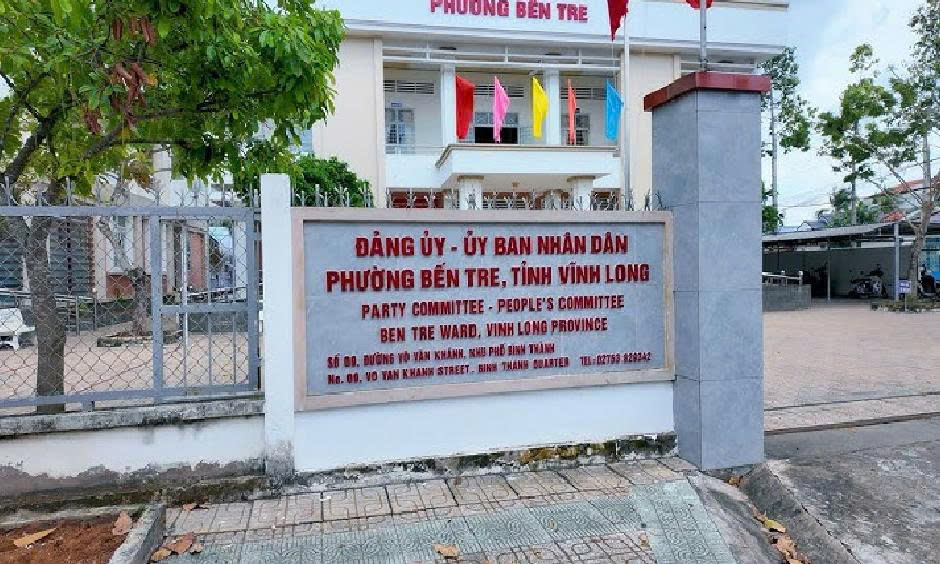 PHƯỜNG BẾN TRE
ĐẢNG ỦY - ỦY BAN NHÂN DÂN
PHƯỜNG BẾN TRE, TỈNH VĨNH LONG
PARTY COMMITTEE - PEOPLE'S COMMITTEE
BEN TRE WARD, VINH LONG PROVINCE
SỐ ĐƯỜNG VÕ VĂN KHÁNH, KHU PHỐ BÌNH THÀNH
No. VO VAN KHANH STREET, BINH THANH QUARTER TEL: